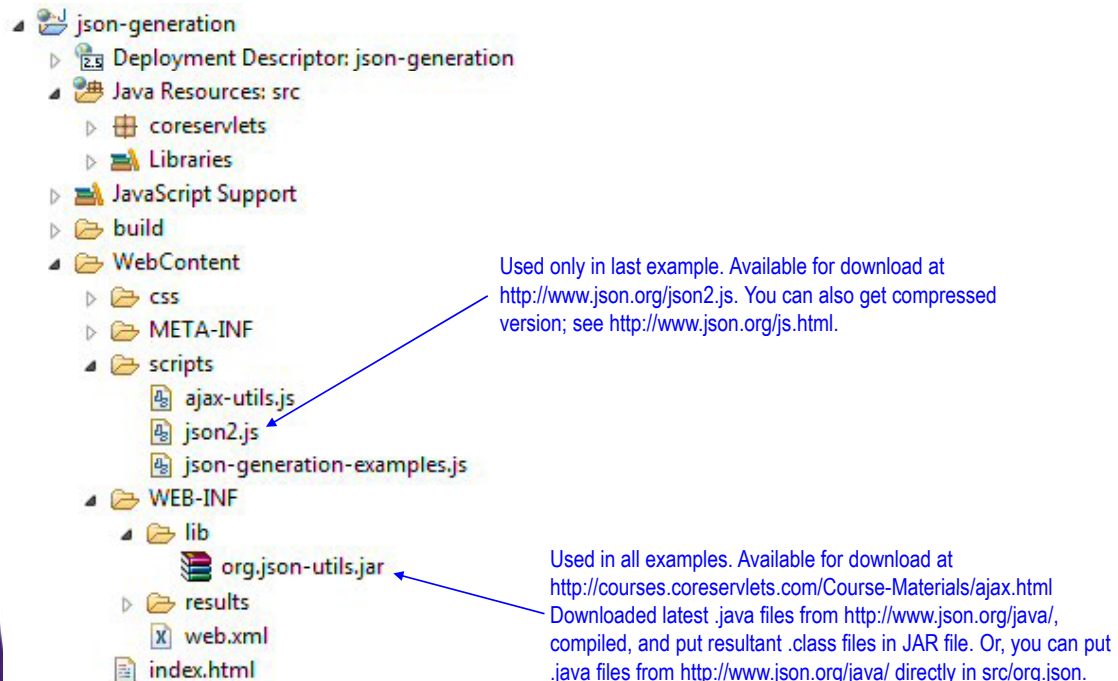 json-generation
2.5 Deployment Descriptor: json-generation
Java Resources: src
coreservlets
Libraries
JavaScript Support
build
WebContent
css
META-INF
scripts
ajax-utils.js
json2.js
json-generation-examples.js
WEB-INF
lib
org.json-utils.jar
results
web.xml
index.html
Used only in last example. Available for download at
http://www.json.org/json2.js. You can also get compressed
version; see http://www.json.org/js.html.
Used in all examples. Available for download at
http://courses.coreservlets.com/Course-Materials/ajax.html
Downloaded latest .java files from http://www.json.org/java/,
compiled, and put resultant .class files in JAR file. Or, you can put
.java files from http://www.json.org/java/ directly in src/org.json.